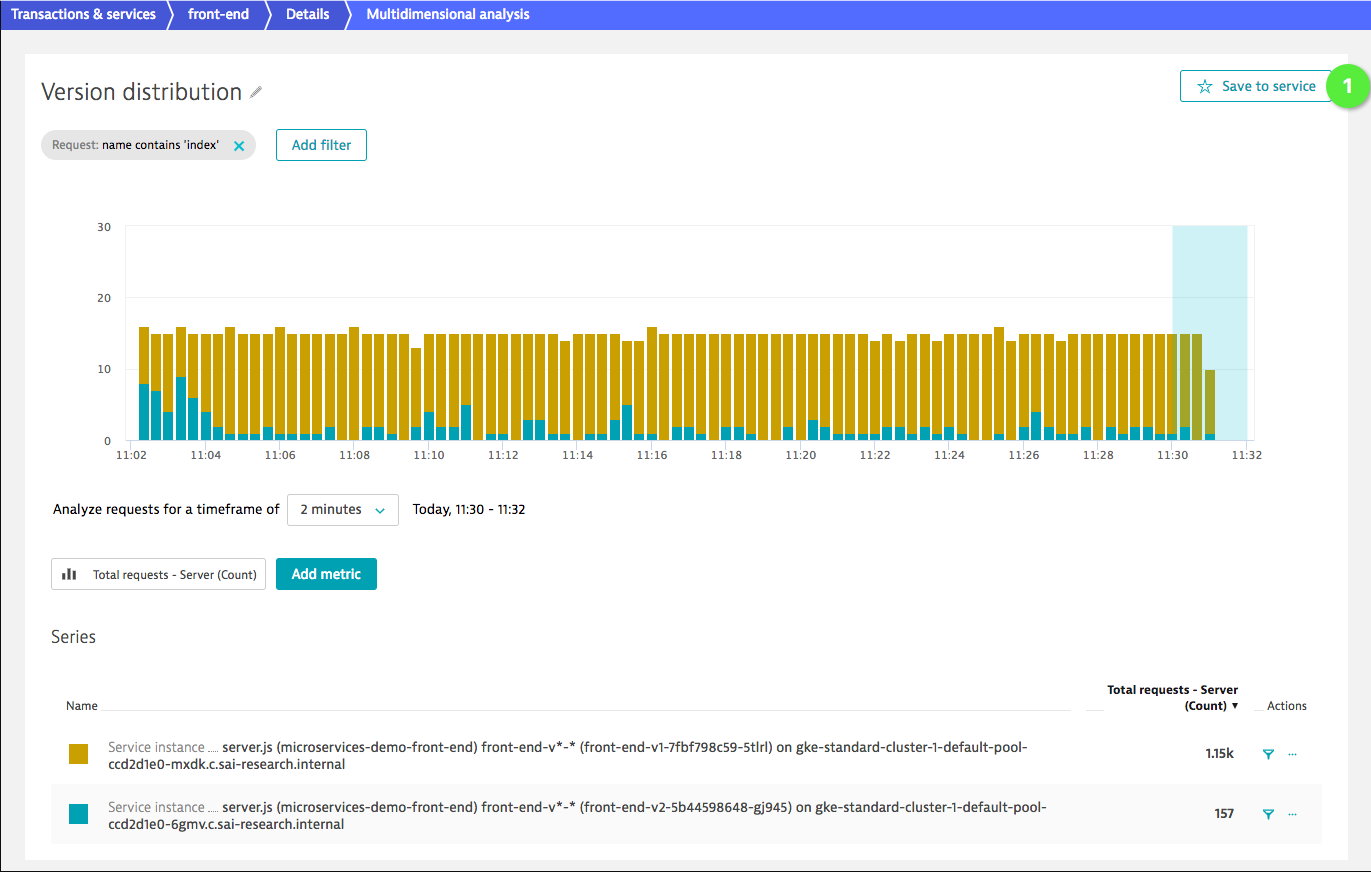 Transactions & services front-end Details Multidimensional analysis
Version distribution
Save to service 1
Request: name contains 'index' Add filter
30
20
10
0
11:02 11:04 11:06 11:08 11:10 11:12 11:14 11:16 11:18 11:20 11:22 11:24 11:26 11:28 11:30 11:32
Analyze requests for a timeframe of 2 minutes Today, 11:30 - 11:32
Total requests - Server (Count) Add metric
Series
Total requests - Server
Name (Count) ▼ Actions
Service instance .... server.js (microservices-demo-front-end) front-end-v*-* (front-end-v1-7fbf798c59-5tlrl) on gke-standard-cluster-1-default-pool-
ccd2d1e0-mxdk.c.sai-research.internal
1.15k ...
Service instance .... server.js (microservices-demo-front-end) front-end-v*-* (front-end-v2-5b44598648-gj945) on gke-standard-cluster-1-default-pool-
ccd2d1e0-6gmv.c.sai-research.internal
157 ...